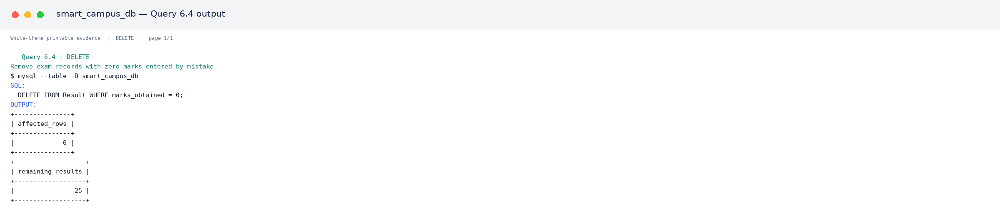 smart_campus_db — Query 6.4 output
White-theme printable evidence  |  DELETE  |  page 1/1
-- Query 6.4 | DELETE
Remove exam records with zero marks entered by mistake
$ mysql --table -D smart_campus_db
SQL:
  DELETE FROM Result WHERE marks_obtained = 0;
OUTPUT:
+---------------+
| affected_rows |
+---------------+
|             0 |
+---------------+
+-------------------+
| remaining_results |
+-------------------+
|                25 |
+-------------------+